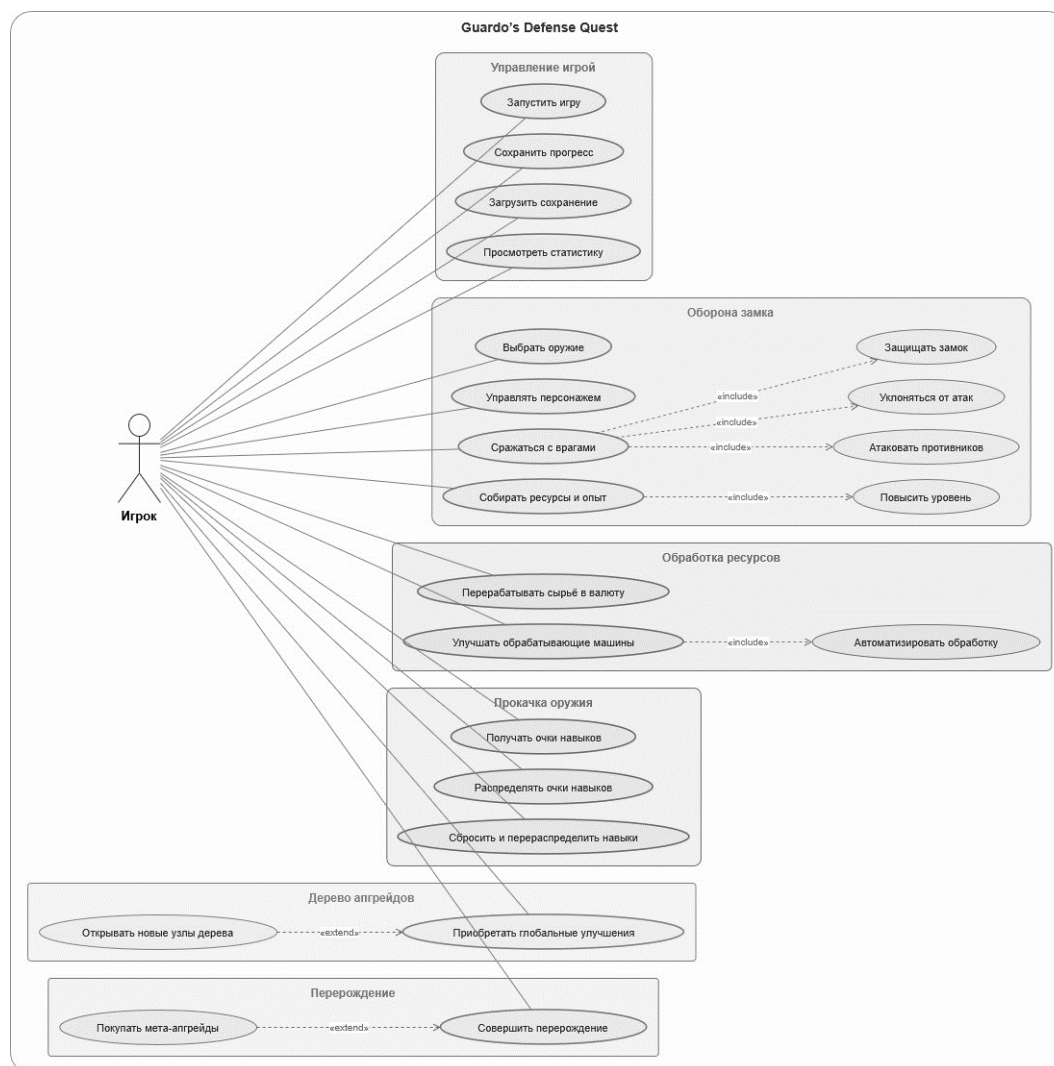 Guardo's Defense Quest
Управление игрой
Запустить игру
Сохранить прогресс
Загрузить сохранение
Просмотреть статистику
Оборона замка
Выбрать оружие
Защищать замок
Управлять персонажем
«include»
Уклоняться от атак
«include»
Сражаться с врагами
«include»
Атаковать противников
Собирать ресурсы и опыт
«include»
Повысить уровень
Игрок
Обработка ресурсов
Перерабатывать сырьё в валюту
Улучшать обрабатывающие машины
«include»
Автоматизировать обработку
Прокачка оружия
Получать очки навыков
Распределять очки навыков
Сбросить и перераспределить навыки
Дерево апгрейдов
Открывать новые узлы дерева
«extend»
Приобретать глобальные улучшения
Перерождение
Покупать мета-апгрейды
«extend»
Совершить перерождение